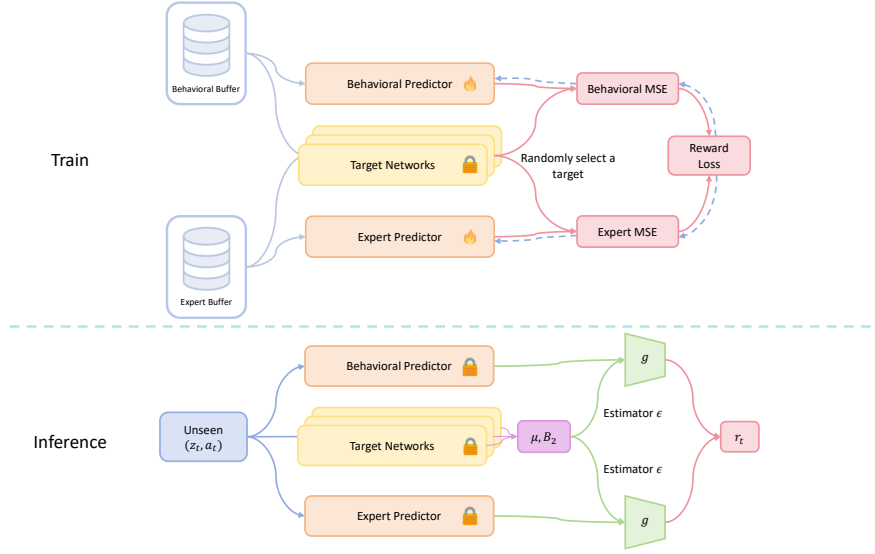 Train
Behavioral Buffer
Behavioral Predictor
Behavioral MSE
Target Networks
Randomly select a
target
Reward
Loss
Expert Predictor
Expert MSE
Expert Buffer
Inference
Behavioral Predictor
g
Unseen
(z_t, a_t)
Target Networks
μ, B_2
Estimator ϵ
Estimator ϵ
r_t
Expert Predictor
g